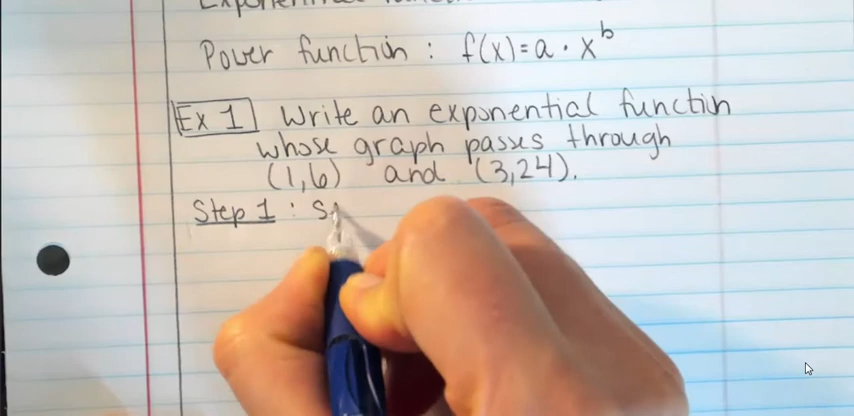 Power function : f(x) = a · x^b
Ex 1 Write an exponential function
whose graph passes through
(1,6) and (3,24).
Step 1 :